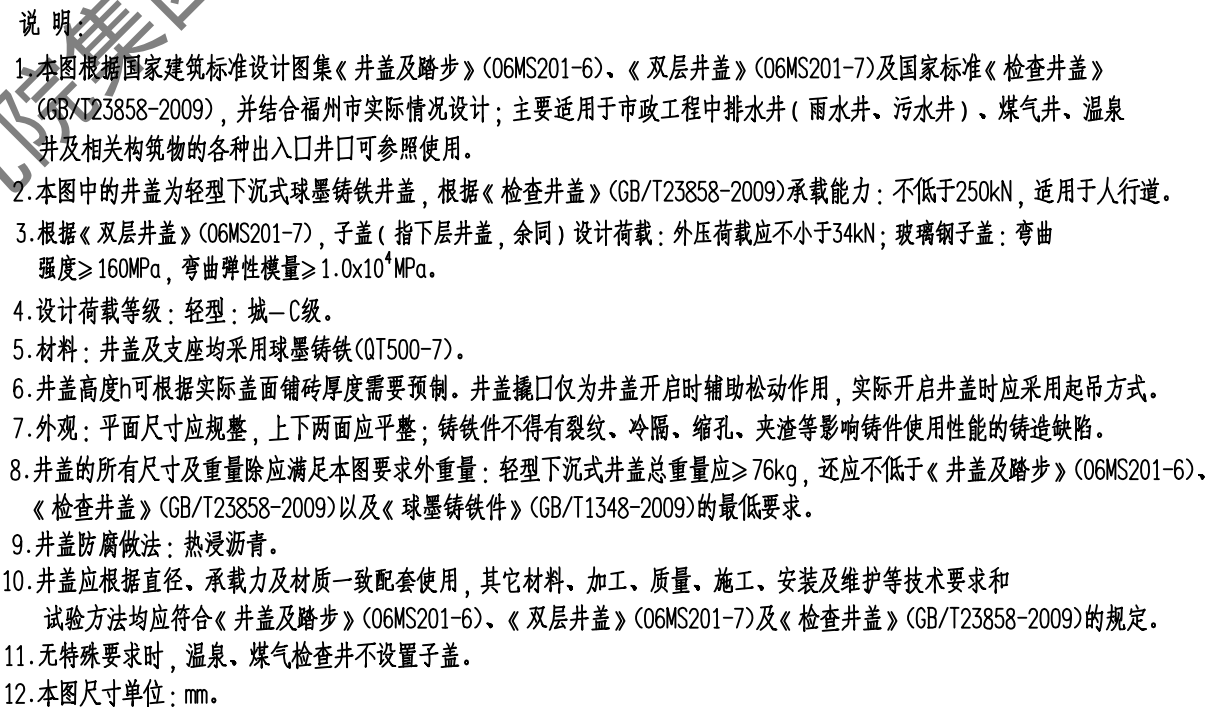 院集团
说 明:
1.本图根据国家建筑标准设计图集《井盖及踏步》(06MS201-6)、《双层井盖》(06MS201-7)及国家标准《检查井盖》
(GB/T23858-2009),并结合福州市实际情况设计;主要适用于市政工程中排水井(雨水井、污水井)、煤气井、温泉
井及相关构筑物的各种出入口井口可参照使用。
2.本图中的井盖为轻型下沉式球墨铸铁井盖,根据《检查井盖》(GB/T23858-2009)承载能力:不低于250kN,适用于人行道。
3.根据《双层井盖》(06MS201-7),子盖(指下层井盖,余同)设计荷载:外压荷载应不小于34kN;玻璃钢子盖:弯曲
强度≥160MPa,弯曲弹性模量≥1.0x10⁴MPa。
4.设计荷载等级:轻型:城—C级。
5.材料:井盖及支座均采用球墨铸铁(QT500-7)。
6.井盖高度h可根据实际盖面铺砖厚度需要预制。井盖撬口仅为井盖开启时辅助松动作用,实际开启井盖时应采用起吊方式。
7.外观:平面尺寸应规整,上下两面应平整;铸铁件不得有裂纹、冷隔、缩孔、夹渣等影响铸件使用性能的铸造缺陷。
8.井盖的所有尺寸及重量除应满足本图要求外重量:轻型下沉式井盖总重量应≥76kg,还应不低于《井盖及踏步》(06MS201-6)、
《检查井盖》(GB/T23858-2009)以及《球墨铸铁件》(GB/T1348-2009)的最低要求。
9.井盖防腐做法:热浸沥青。
10.井盖应根据直径、承载力及材质一致配套使用,其它材料、加工、质量、施工、安装及维护等技术要求和
试验方法均应符合《井盖及踏步》(06MS201-6)、《双层井盖》(06MS201-7)及《检查井盖》(GB/T23858-2009)的规定。
11.无特殊要求时,温泉、煤气检查井不设置子盖。
12.本图尺寸单位:mm。